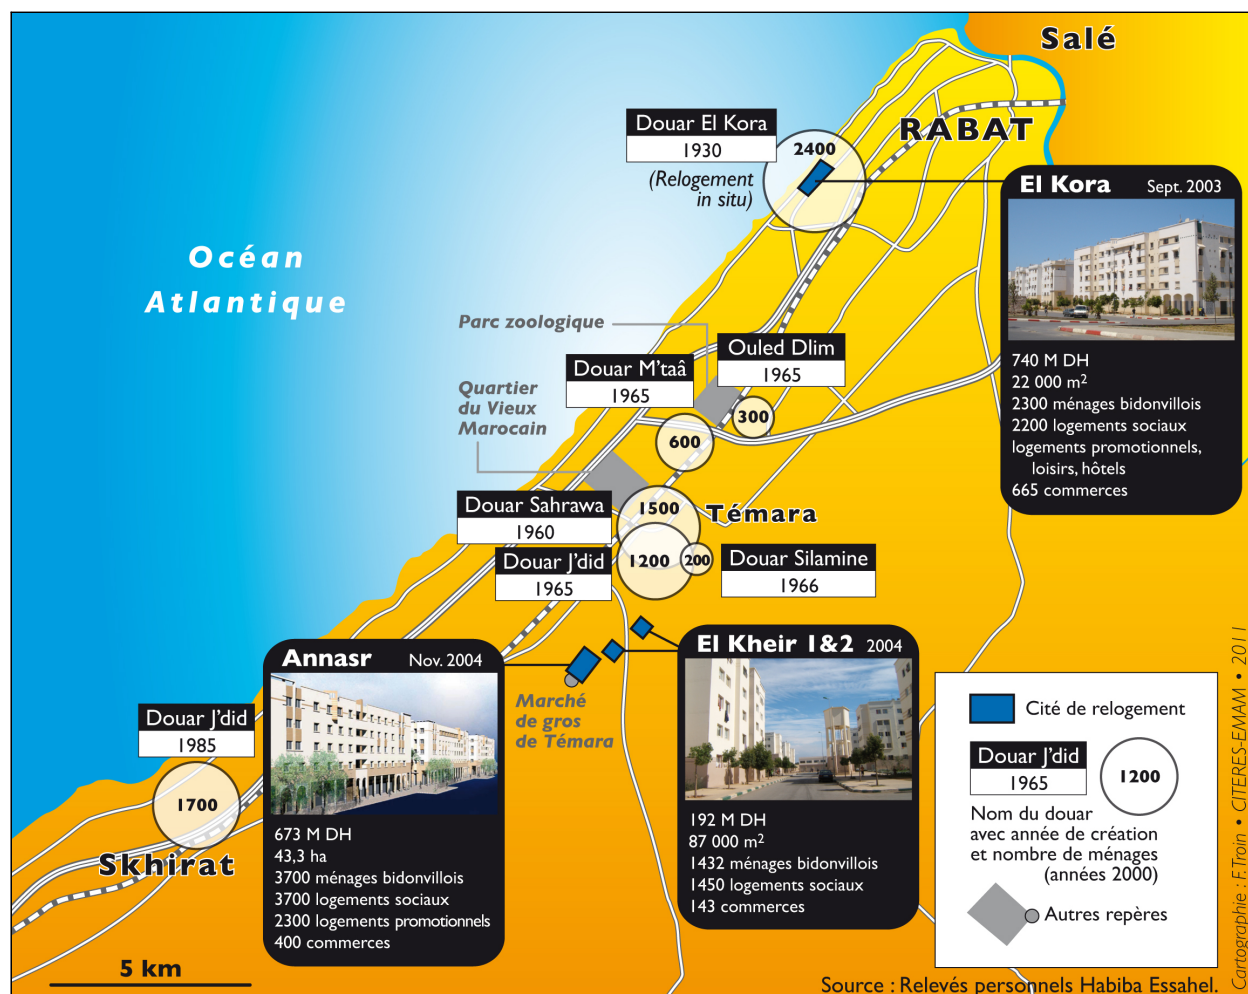 Salé
RABAT
Douar El Kora
1930
(Relogement
in situ)
2400
El Kora Sept. 2003
740 M DH
22 000 m²
2300 ménages bidonvillois
2200 logements sociaux
logements promotionnels,
loisirs, hôtels
665 commerces
Océan
Atlantique
Parc zoologique
Ouled Dlim
1965
300
Douar M'taâ
1965
600
Quartier
du Vieux
Marocain
Douar Sahrawa
1960
1500
Témara
Douar J'did
1965
1200
200
Douar Silamine
1966
Annasr Nov. 2004
673 M DH
43,3 ha
3700 ménages bidonvillois
3700 logements sociaux
2300 logements promotionnels
400 commerces
Marché
de gros
de Témara
El Kheir 1&2 2004
192 M DH
87 000 m²
1432 ménages bidonvillois
1450 logements sociaux
143 commerces
Douar J'did
1985
1700
Skhirat
5 km
Cité de relogement
Douar J'did
1965
1200
Nom du douar
avec année de création
et nombre de ménages
(années 2000)
Autres repères
Source : Relevés personnels Habiba Essahel.
Cartographie : F. Troin • CITERES-EMAM • 2011